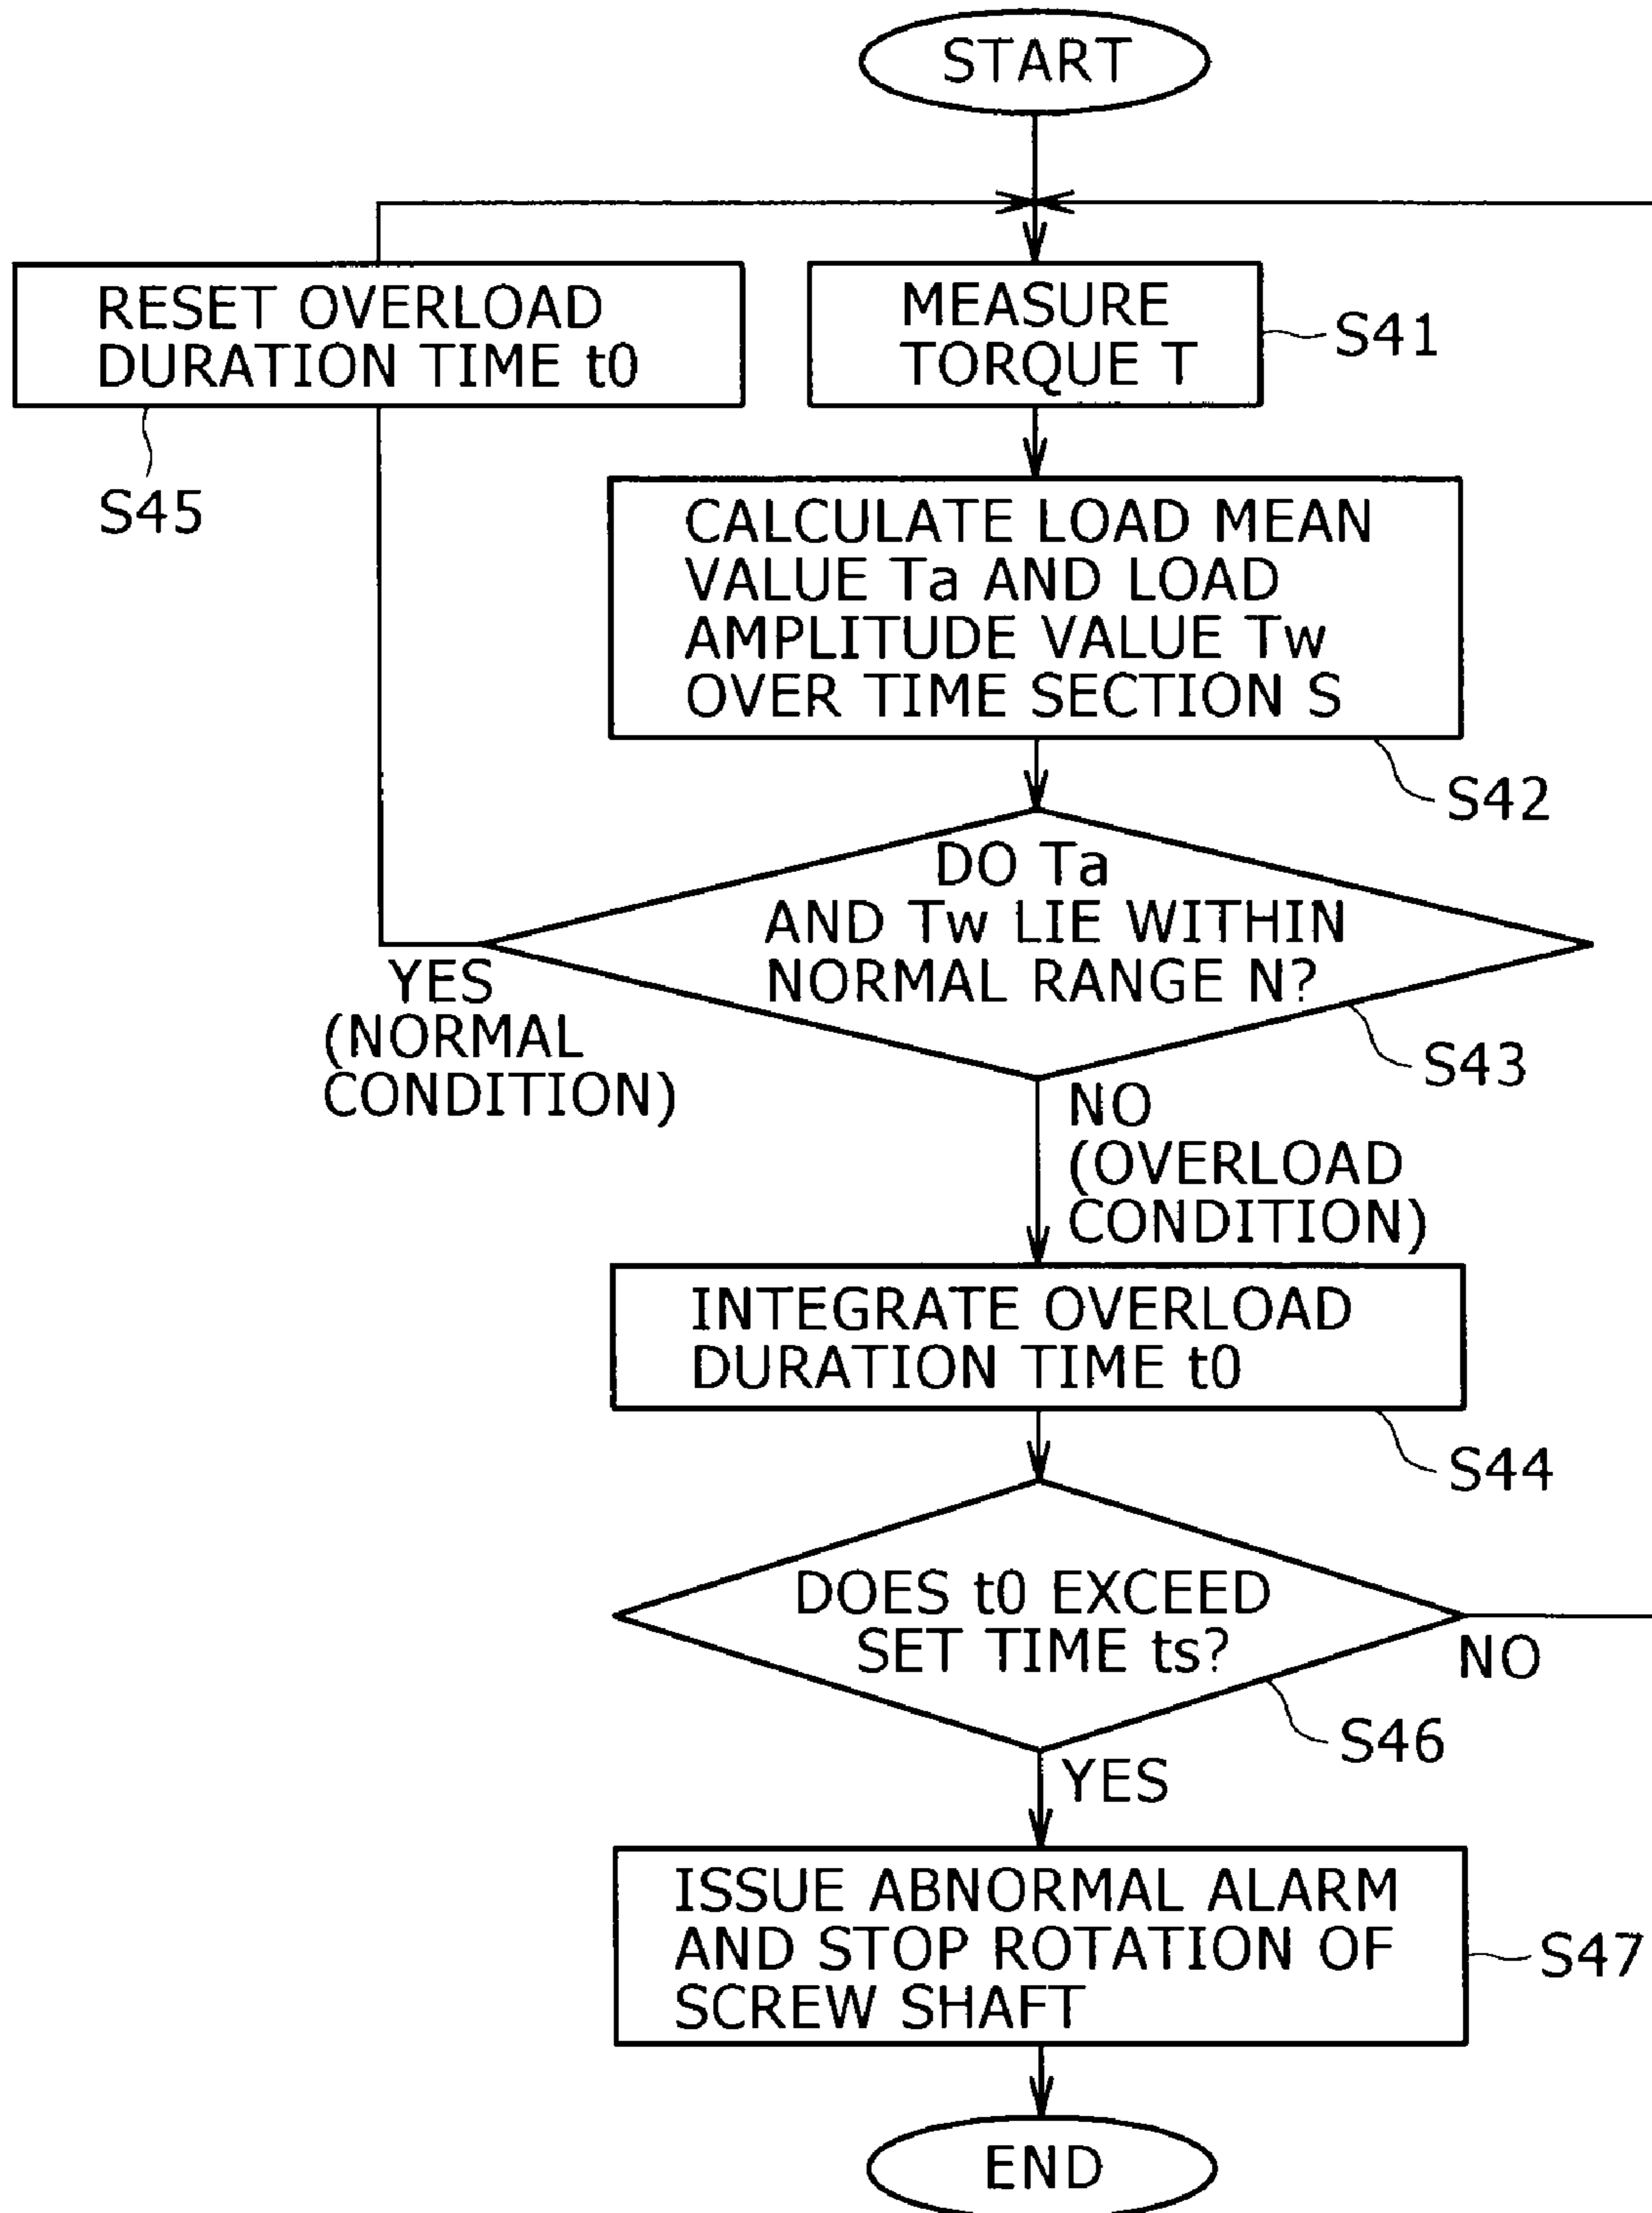 START
RESET OVERLOAD
DURATION TIME t0
S45
MEASURE
TORQUE T
S41
CALCULATE LOAD MEAN
VALUE Ta AND LOAD
AMPLITUDE VALUE Tw
OVER TIME SECTION S
S42
DO Ta
AND Tw LIE WITHIN
NORMAL RANGE N?
S43
YES
(NORMAL
CONDITION)
NO
(OVERLOAD
CONDITION)
INTEGRATE OVERLOAD
DURATION TIME t0
S44
DOES t0 EXCEED
SET TIME ts?
NO
S46
YES
ISSUE ABNORMAL ALARM
AND STOP ROTATION OF
SCREW SHAFT
S47
END